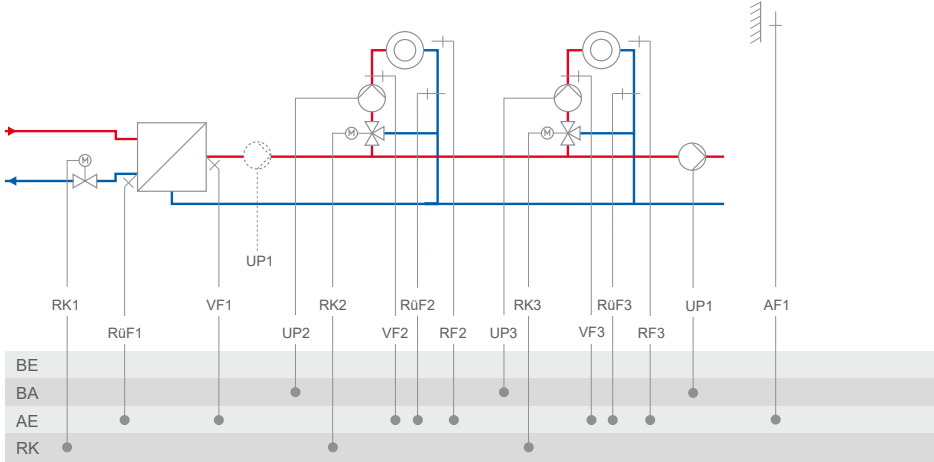 M
M
M
UP1
RK1
VF1
RK2
RüF2
RK3
RüF3
UP1
AF1
RüF1
UP2
VF2
RF2
UP3
VF3
RF3
BE
BA
AE
RK